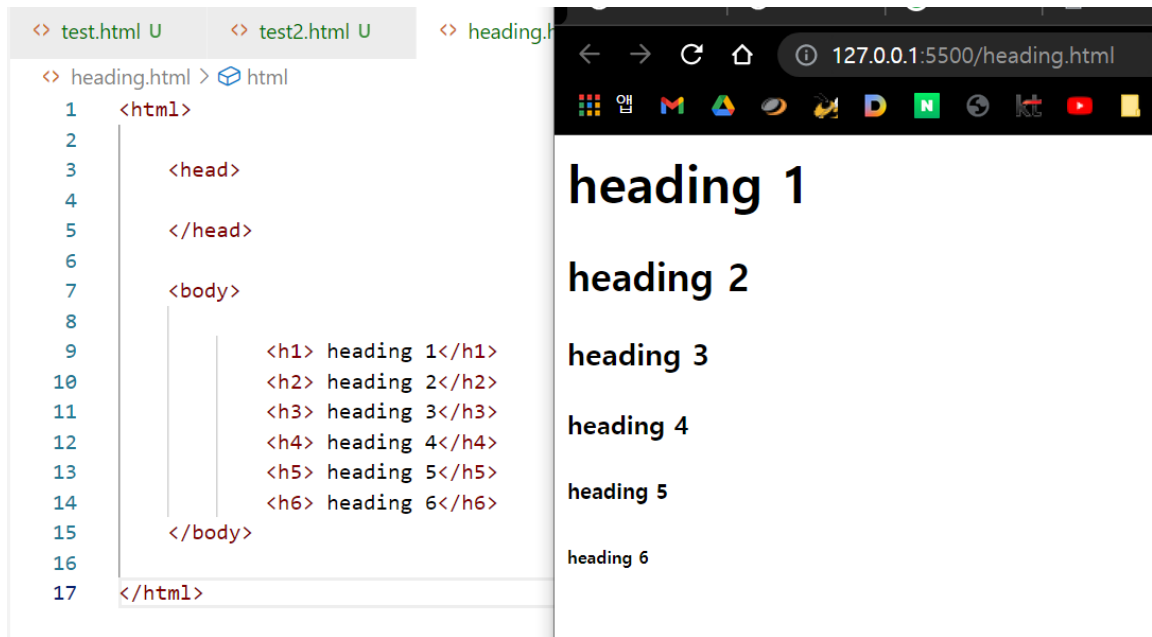 test.html U
test2.html U
heading.h
heading.html > html
1 <html>
2
3 <head>
4
5 </head>
6
7 <body>
8
9 <h1> heading 1</h1>
10 <h2> heading 2</h2>
11 <h3> heading 3</h3>
12 <h4> heading 4</h4>
13 <h5> heading 5</h5>
14 <h6> heading 6</h6>
15 </body>
16
17 </html>
127.0.0.1:5500/heading.html
앱
D
N
kt
heading 1
heading 2
heading 3
heading 4
heading 5
heading 6